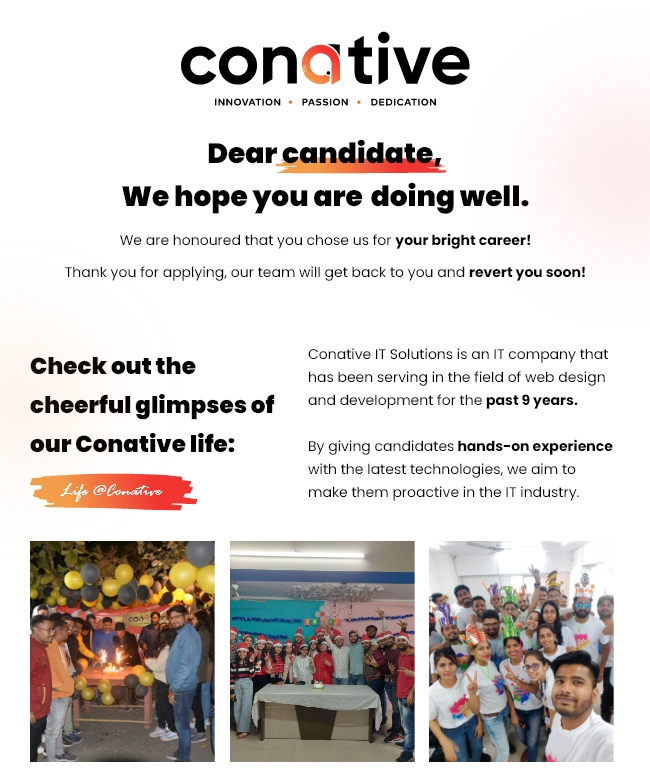 conative
INNOVATION • PASSION • DEDICATION
Dear candidate,
We hope you are doing well.
We are honoured that you chose us for your bright career!
Thank you for applying, our team will get back to you and revert you soon!
Check out the
cheerful glimpses of
our Conative life:
Life @Conative
Conative IT Solutions is an IT company that
has been serving in the field of web design
and development for the past 9 years.
By giving candidates hands-on experience
with the latest technologies, we aim to
make them proactive in the IT industry.